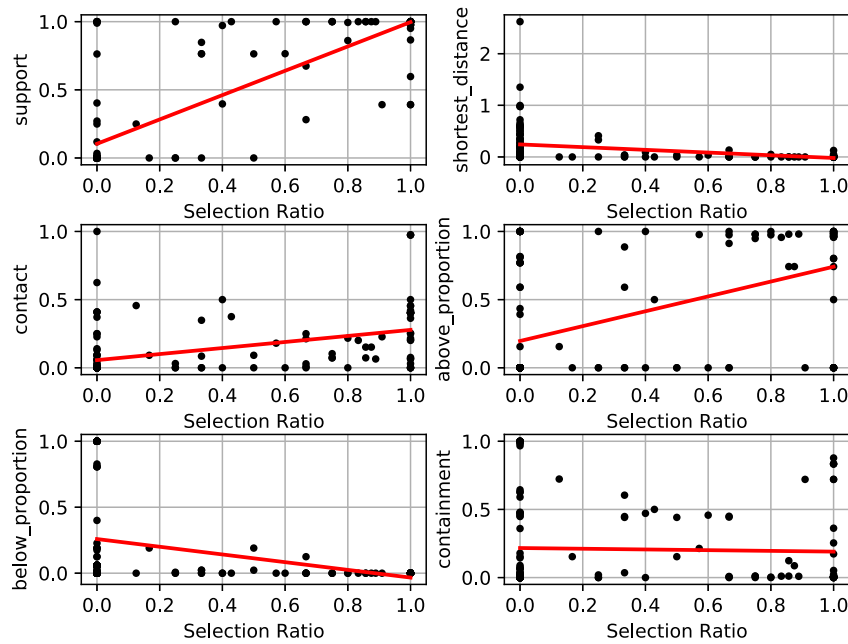 1.0
0.5
0.0
support
0.0 0.2 0.4 0.6 0.8 1.0
Selection Ratio
2
1
0
shortest_distance
0.0 0.2 0.4 0.6 0.8 1.0
Selection Ratio
1.0
0.5
0.0
contact
0.0 0.2 0.4 0.6 0.8 1.0
Selection Ratio
1.0
0.5
0.0
above_proportion
0.0 0.2 0.4 0.6 0.8 1.0
Selection Ratio
1.0
0.5
0.0
below_proportion
0.0 0.2 0.4 0.6 0.8 1.0
Selection Ratio
1.0
0.5
0.0
containment
0.0 0.2 0.4 0.6 0.8 1.0
Selection Ratio